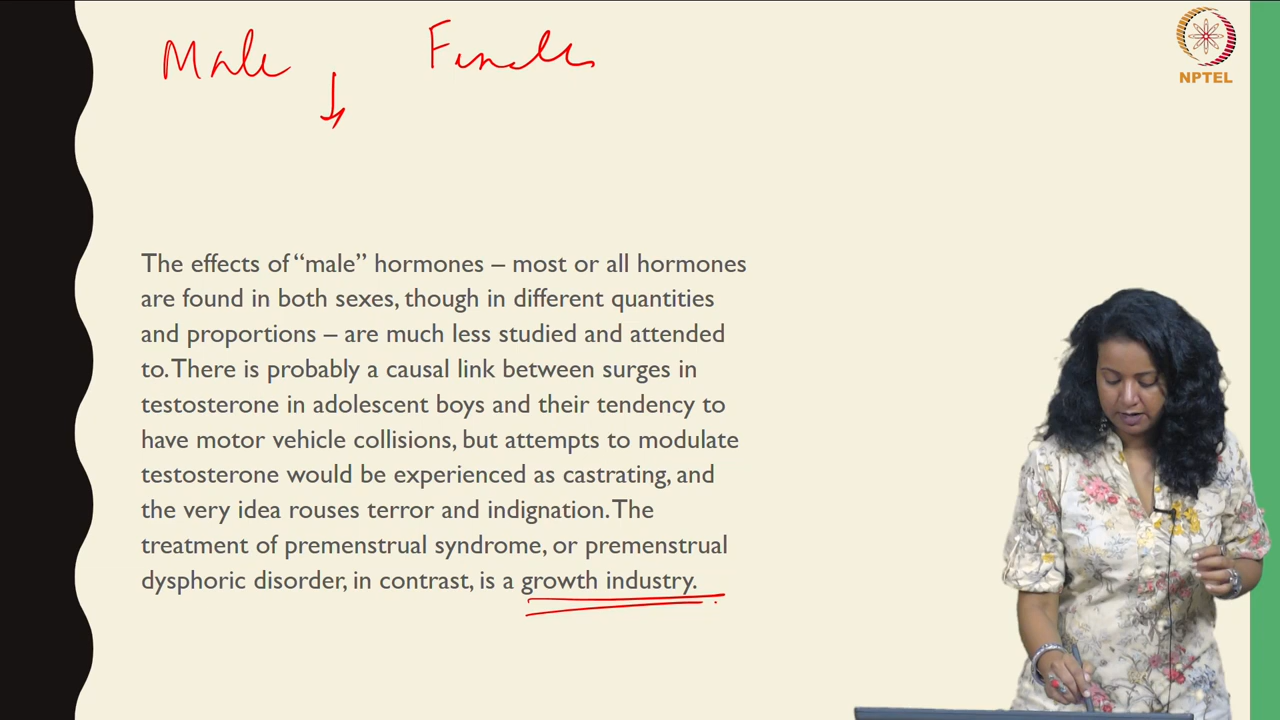 Male Female
NPTEL
The effects of “male” hormones – most or all hormones
are found in both sexes, though in different quantities
and proportions – are much less studied and attended
to. There is probably a causal link between surges in
testosterone in adolescent boys and their tendency to
have motor vehicle collisions, but attempts to modulate
testosterone would be experienced as castrating, and
the very idea rouses terror and indignation. The
treatment of premenstrual syndrome, or premenstrual
dysphoric disorder, in contrast, is a growth industry.